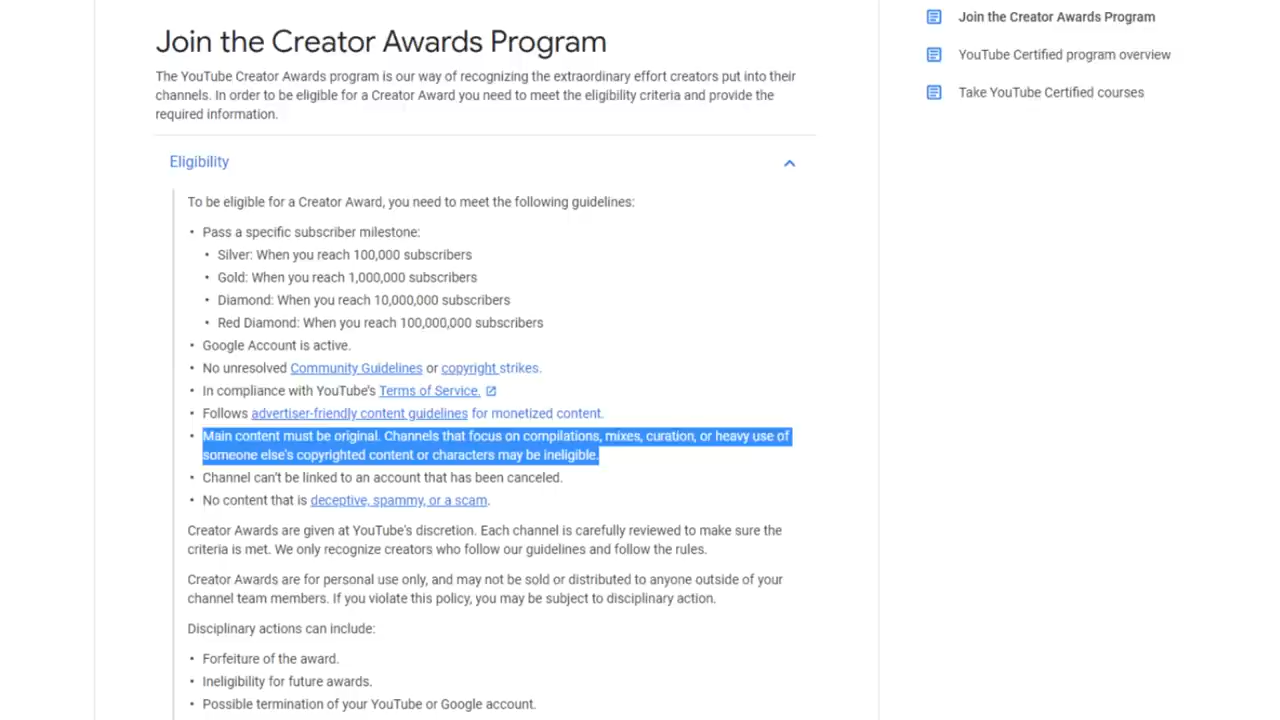 Join the Creator Awards Program
The YouTube Creator Awards program is our way of recognizing the extraordinary effort creators put into their
channels. In order to be eligible for a Creator Award you need to meet the eligibility criteria and provide the
required information.
Eligibility
To be eligible for a Creator Award, you need to meet the following guidelines:
• Pass a specific subscriber milestone:
• Silver: When you reach 100,000 subscribers
• Gold: When you reach 1,000,000 subscribers
• Diamond: When you reach 10,000,000 subscribers
• Red Diamond: When you reach 100,000,000 subscribers
• Google Account is active.
• No unresolved Community Guidelines or copyright strikes.
• In compliance with YouTube's Terms of Service.
• Follows advertiser-friendly content guidelines for monetized content.
• Main content must be original. Channels that focus on compilations, mixes, curation, or heavy use of
someone else's copyrighted content or characters may be ineligible.
• Channel can't be linked to an account that has been canceled.
• No content that is deceptive, spammy, or a scam.
Creator Awards are given at YouTube's discretion. Each channel is carefully reviewed to make sure the
criteria is met. We only recognize creators who follow our guidelines and follow the rules.
Creator Awards are for personal use only, and may not be sold or distributed to anyone outside of your
channel team members. If you violate this policy, you may be subject to disciplinary action.
Disciplinary actions can include:
• Forfeiture of the award.
• Ineligibility for future awards.
• Possible termination of your YouTube or Google account.
Join the Creator Awards Program
YouTube Certified program overview
Take YouTube Certified courses